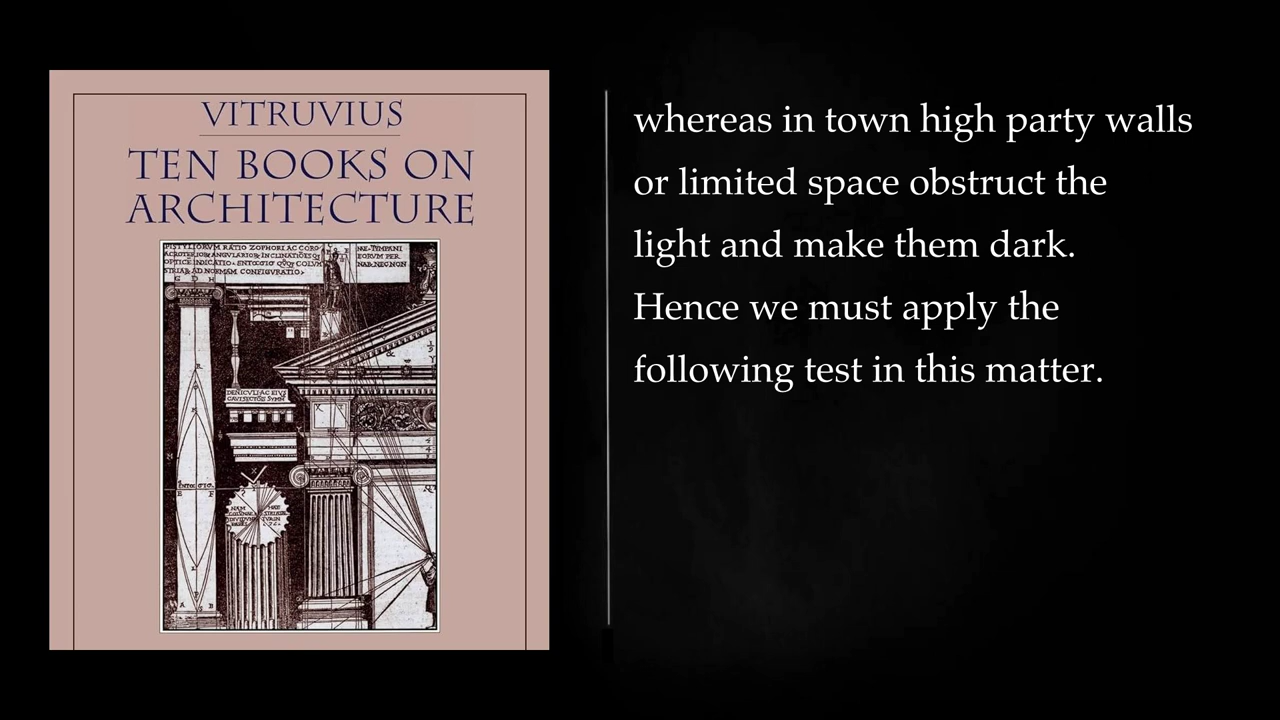 VITRUVIUS
TEN BOOKS ON
ARCHITECTURE
whereas in town high party walls
or limited space obstruct the
light and make them dark.
Hence we must apply the
following test in this matter.